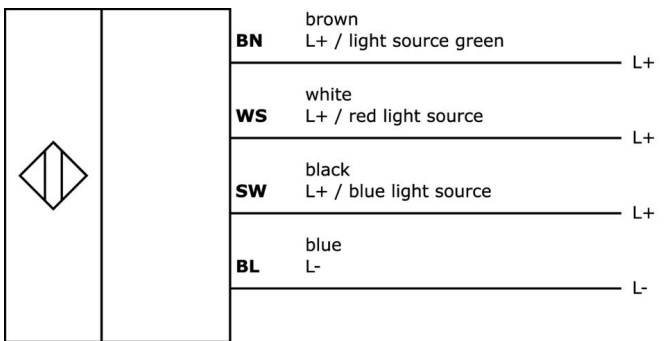 brown
BN L+ / light source green
L+
white
WS L+ / red light source
L+
black
SW L+ / blue light source
L+
blue
BL L-
L-